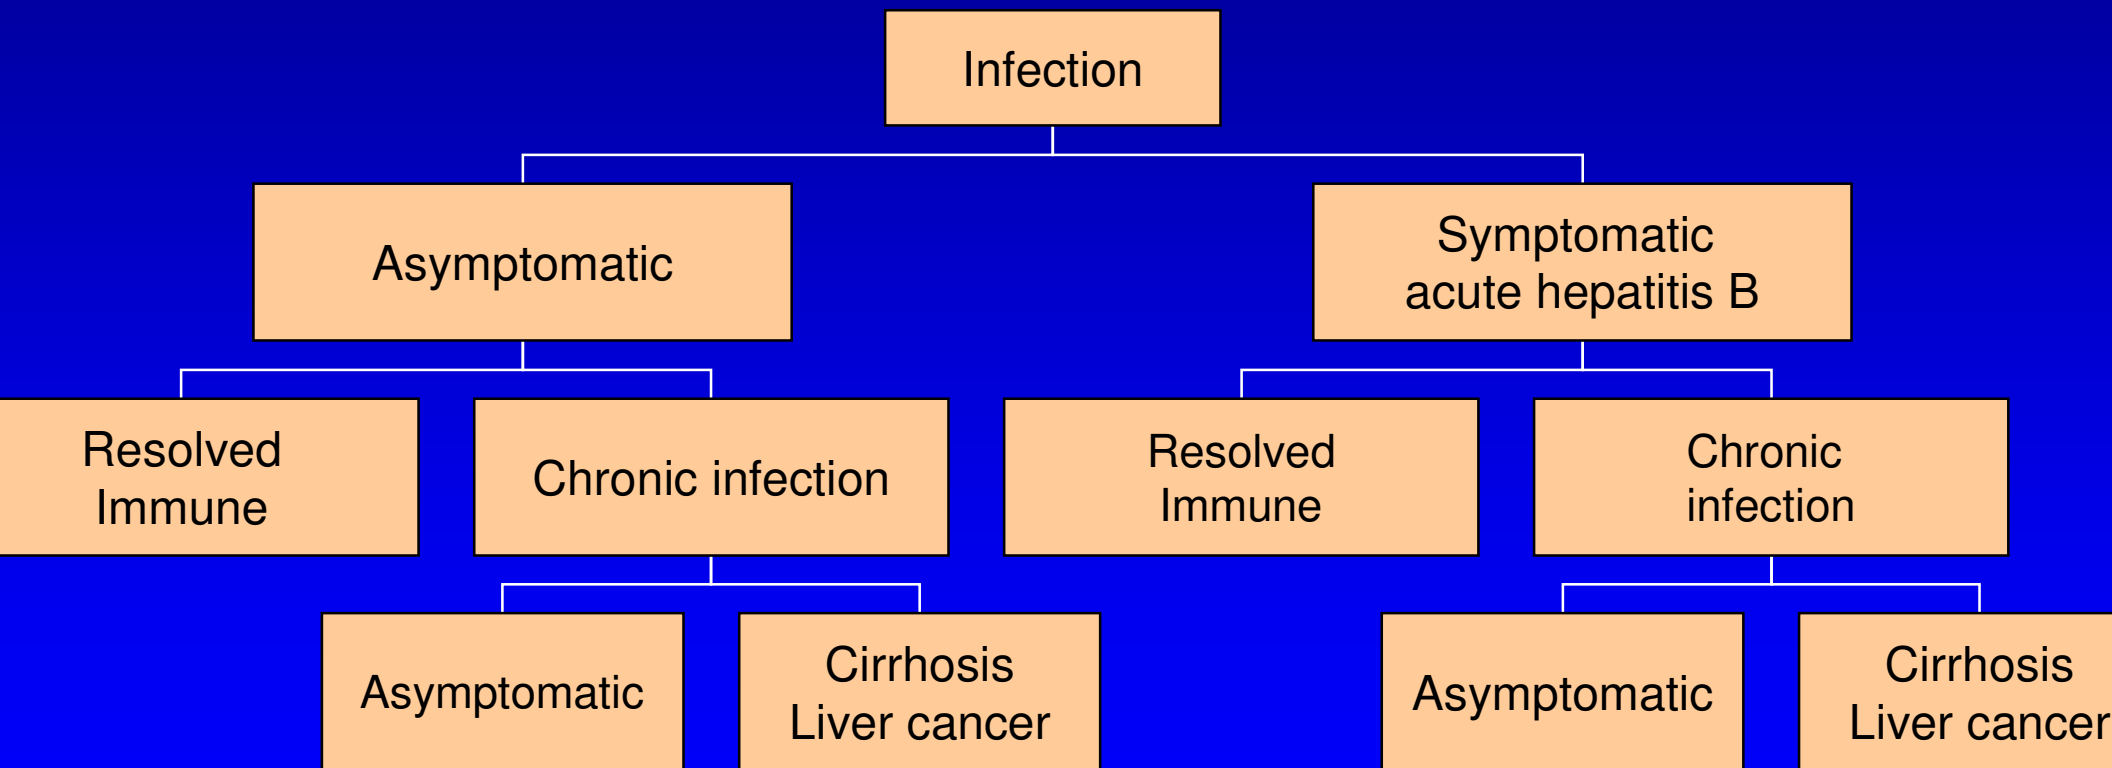 Infection
Asymptomatic
Symptomatic
acute hepatitis B
Resolved
Immune
Chronic infection
Resolved
Immune
Chronic
infection
Asymptomatic
Cirrhosis
Liver cancer
Asymptomatic
Cirrhosis
Liver cancer